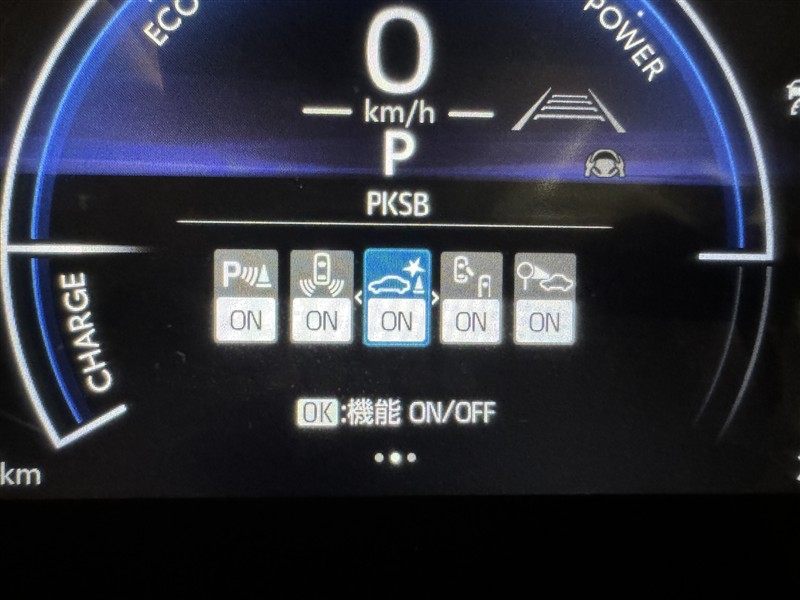 ECO
POWER
0
km/h
P
PKSB
CHARGE
P
ON ON ON ON ON
OK:機能 ON/OFF
km